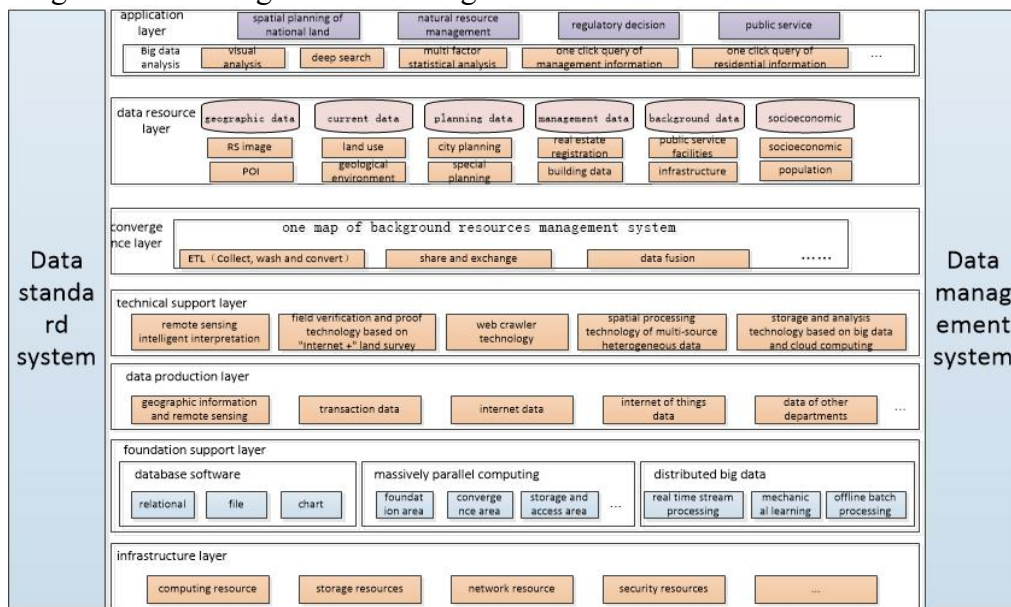 application
layer
spatial planning of
national land
natural resource
management
regulatory decision
public service
Big data
analysis
visual
analysis
deep search
multi factor
statistical analysis
one click query of
management information
one click query of
residential information
...
data resource
layer
geographic data
current data
planning data
management data
background data
socioeconomic
RS image
land use
city planning
real estate
registration
public service
facilities
socioeconomic
POI
geological
environment
special
planning
building data
infrastructure
population
converge
nce layer
one map of background resources management system
ETL（Collect, wash and convert）
share and exchange
data fusion
……
Data
standa
rd
system
Data
manag
ement
system
technical support layer
remote sensing
intelligent interpretation
field verification and proof
technology based on
"Internet +" land survey
web crawler
technology
spatial processing
technology of multi-source
heterogeneous data
storage and analysis
technology based on big data
and cloud computing
data production layer
geographic information
and remote sensing
transaction data
internet data
internet of things
data
data of other
departments
...
foundation support layer
database software
relational
file
chart
massively parallel computing
foundat
ion area
converge
nce area
storage and
access area
...
distributed big data
real time stream
processing
mechanic
al learning
offline batch
processing
infrastructure layer
computing resource
storage resources
network resource
security resources
...